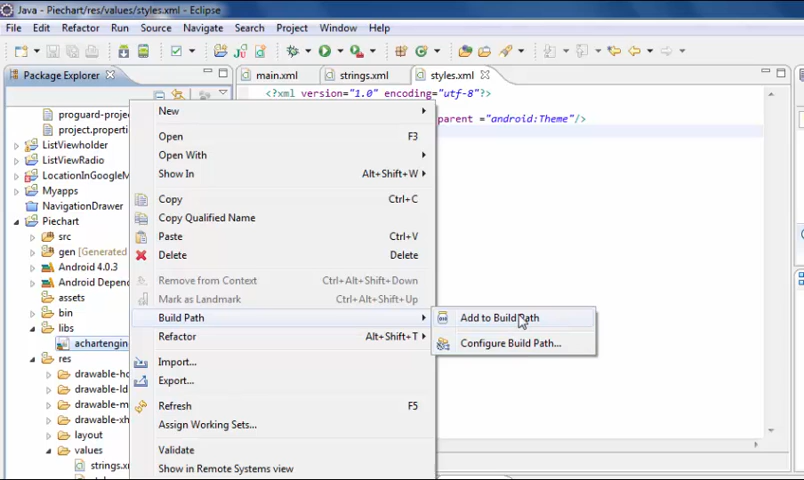 Java - Piechart/res/values/styles.xml - Eclipse
File Edit Refactor Run Source Navigate Search Project Window Help
Package Explorer
main.xml strings.xml styles.xml
<?xml version="1.0" encoding="utf-8"?>
parent ="android:Theme"/>
proguard-proje
project.properti
ListViewholder
ListViewRadio
LocationInGoogleM
Myapps
NavigationDrawer
Piechart
src
gen [Generated
Android 4.0.3
Android Depend
assets
bin
libs
achartengin
res
drawable-hd
drawable-ld
drawable-m
drawable-xh
layout
values
strings.xm
New
Open F3
Open With
Show In Alt+Shift+W
Copy Ctrl+C
Copy Qualified Name
Paste Ctrl+V
Delete Delete
Remove from Context Ctrl+Alt+Shift+Down
Mark as Landmark Ctrl+Alt+Shift+Up
Build Path
Refactor Alt+Shift+T
Import...
Export...
Refresh F5
Assign Working Sets...
Validate
Show in Remote Systems view
Add to Build Path
Configure Build Path...